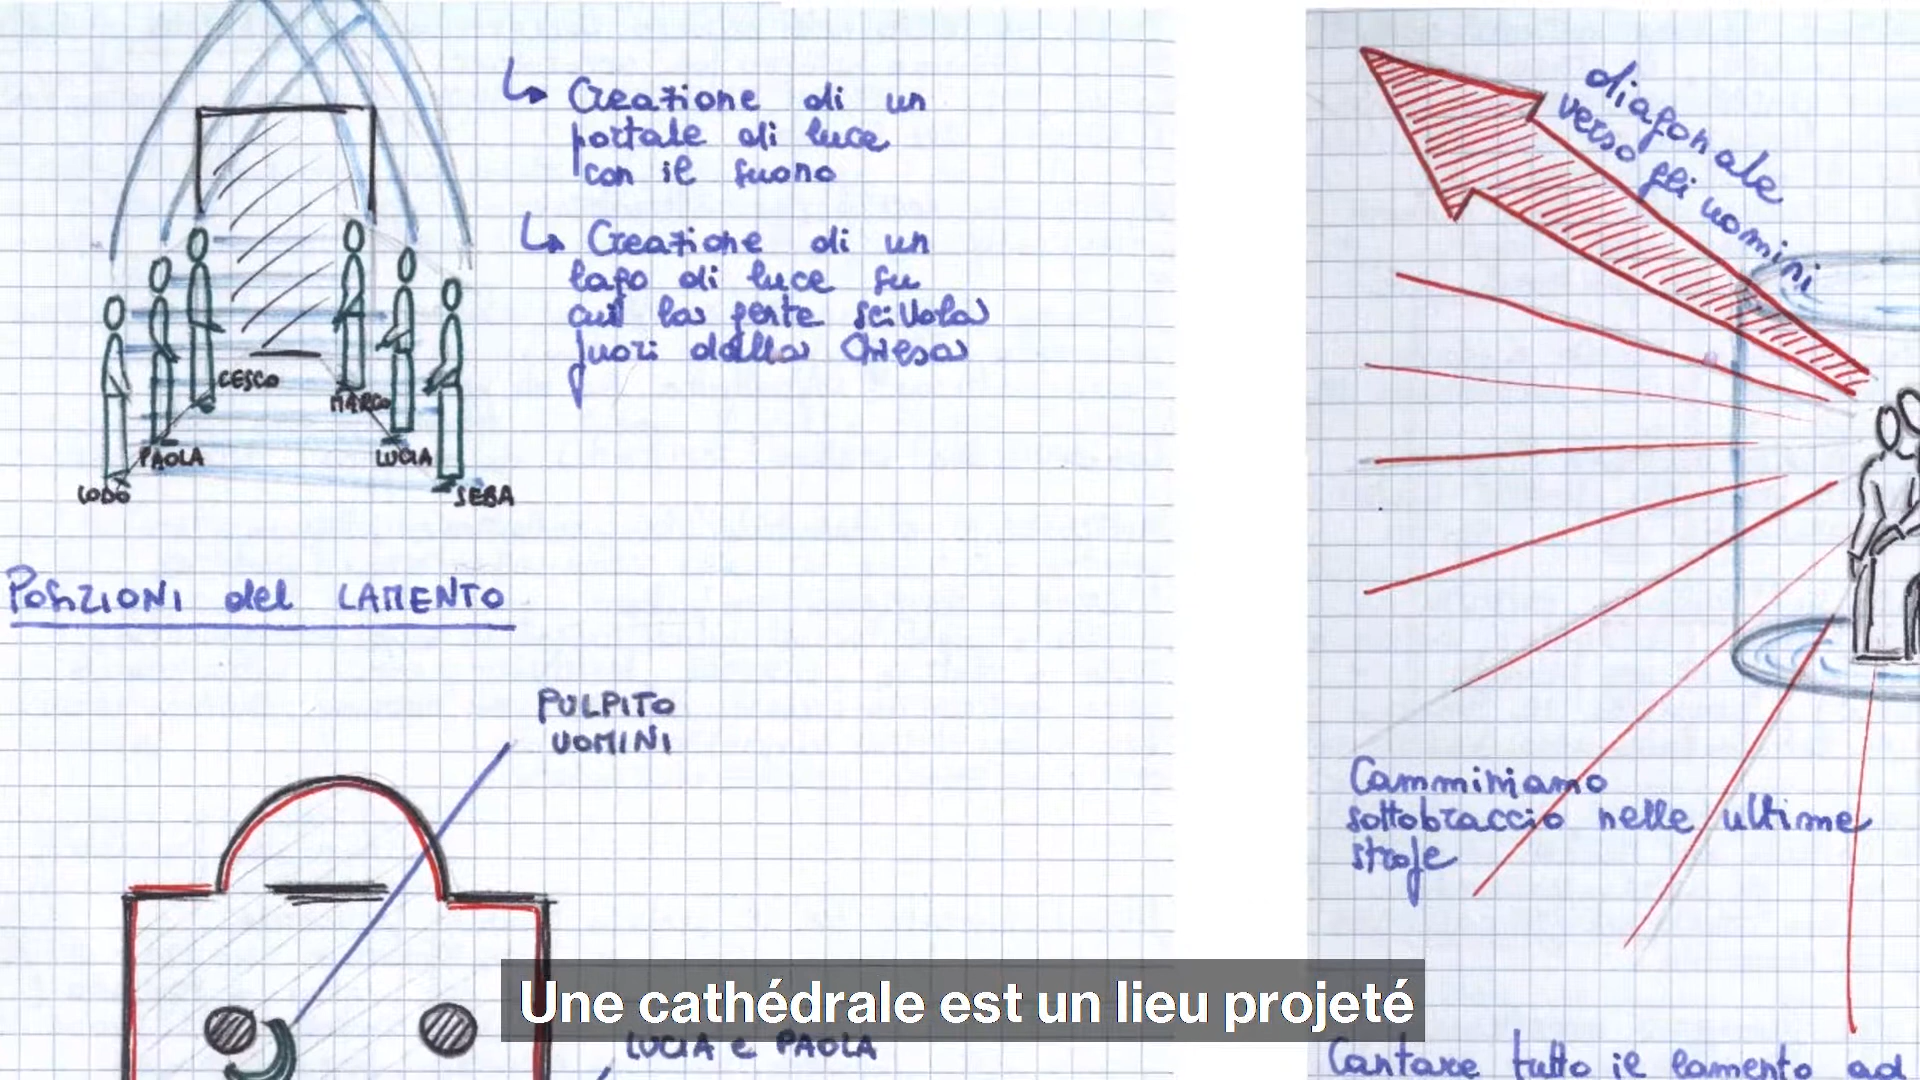 Creazione di un
portale di luce
con il suono
Creazione di un
lago di luce su
cui la gente scivola
fuori dalla Chiesa
CESCO
MARCO
PAOLA
LUCIA
LODO
SEBA
POSIZIONI del LAMENTO
PULPITO
UOMINI
LUCIA e PAOLA
diagonale
verso gli uomini
Camminiamo
sottobraccio nelle ultime
strofe
Cantare tutto il lamento ad
Une cathédrale est un lieu projeté